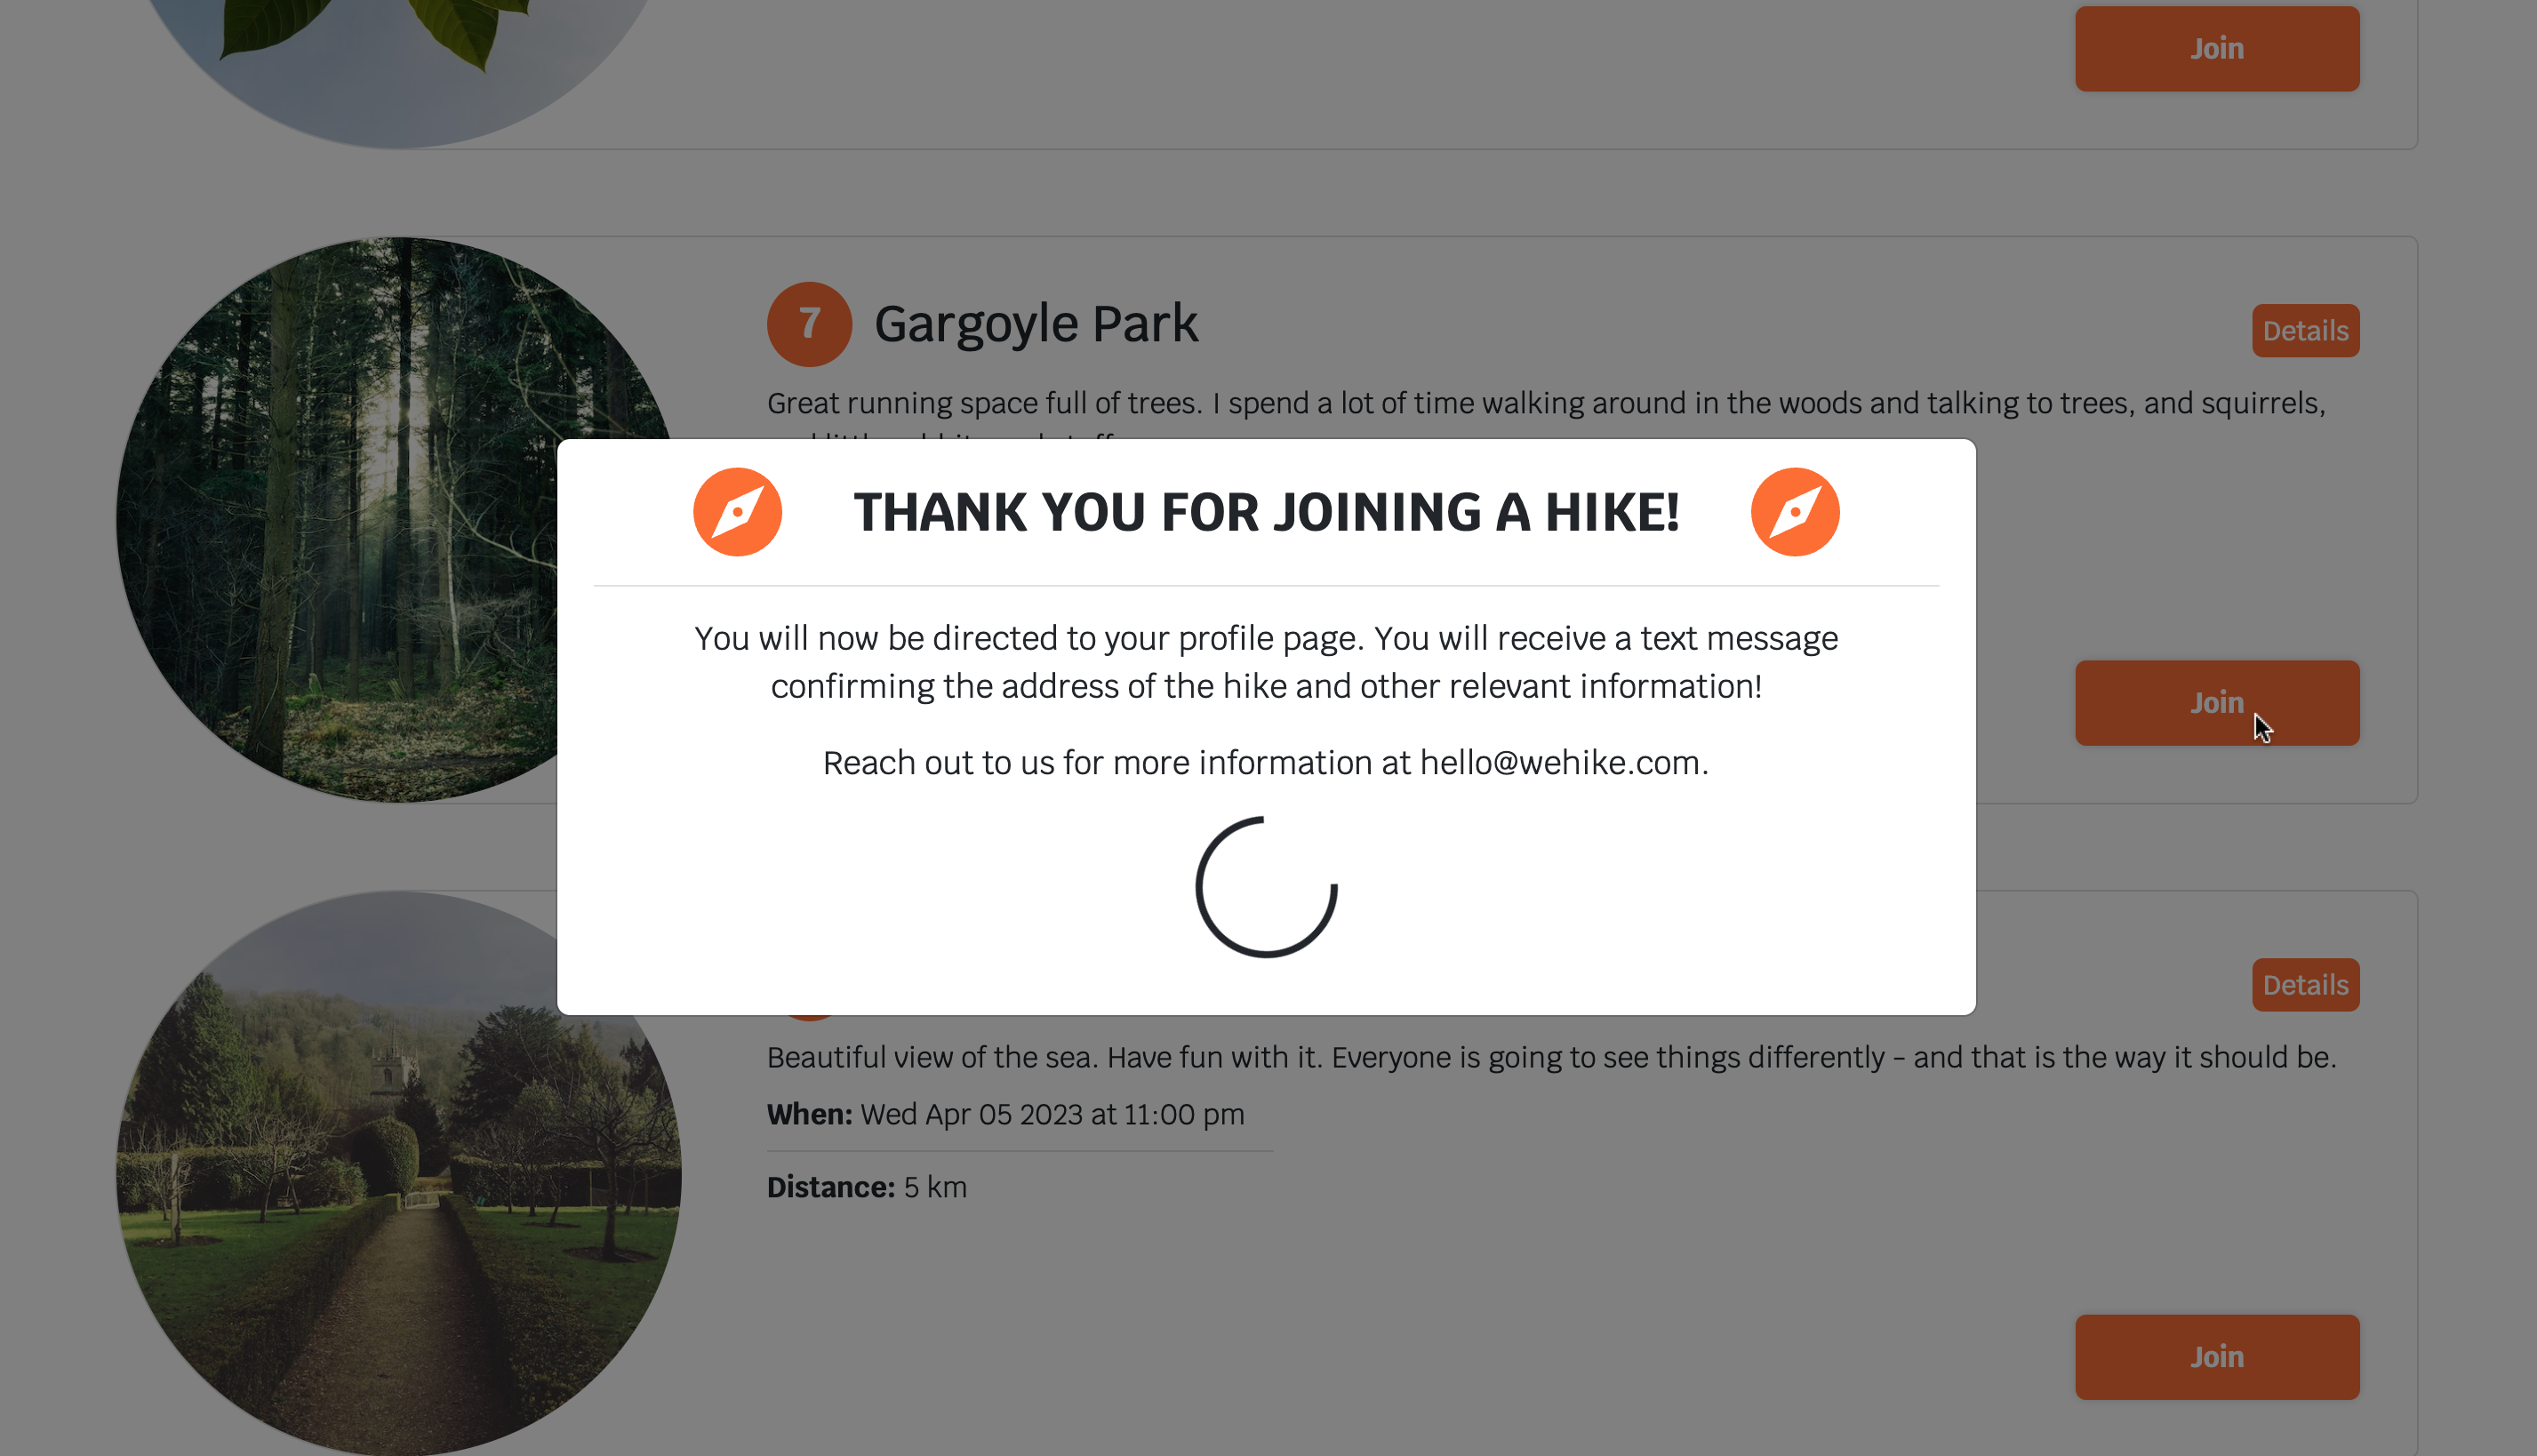 Join
7
Gargoyle Park
Details
Great running space full of trees. I spend a lot of time walking around in the woods and talking to trees, and squirrels,
THANK YOU FOR JOINING A HIKE!
You will now be directed to your profile page. You will receive a text message
confirming the address of the hike and other relevant information!
Reach out to us for more information at hello@wehike.com.
Join
Details
Beautiful view of the sea. Have fun with it. Everyone is going to see things differently - and that is the way it should be.
When: Wed Apr 05 2023 at 11:00 pm
Distance: 5 km
Join